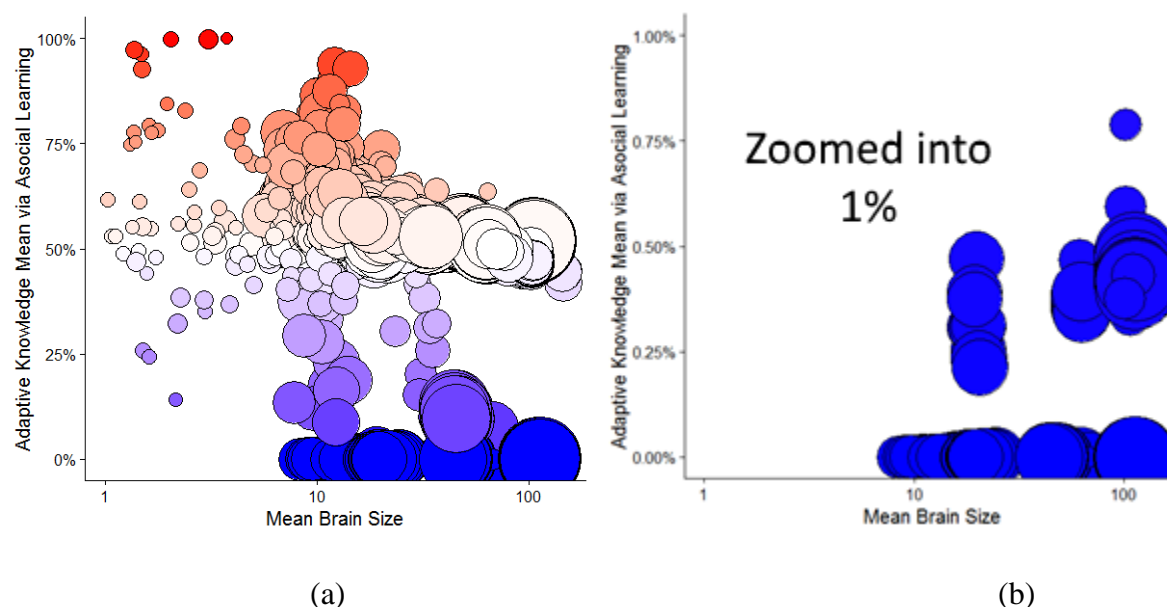 Adaptive Knowledge Mean via Asocial Learning
100%
75%
50%
25%
0%
1
10
100
Mean Brain Size
(a)
Adaptive Knowledge Mean via Asocial Learning
1.00%
0.75%
0.50%
0.25%
0.00%
Zoomed into
1%
1
10
100
Mean Brain Size
(b)